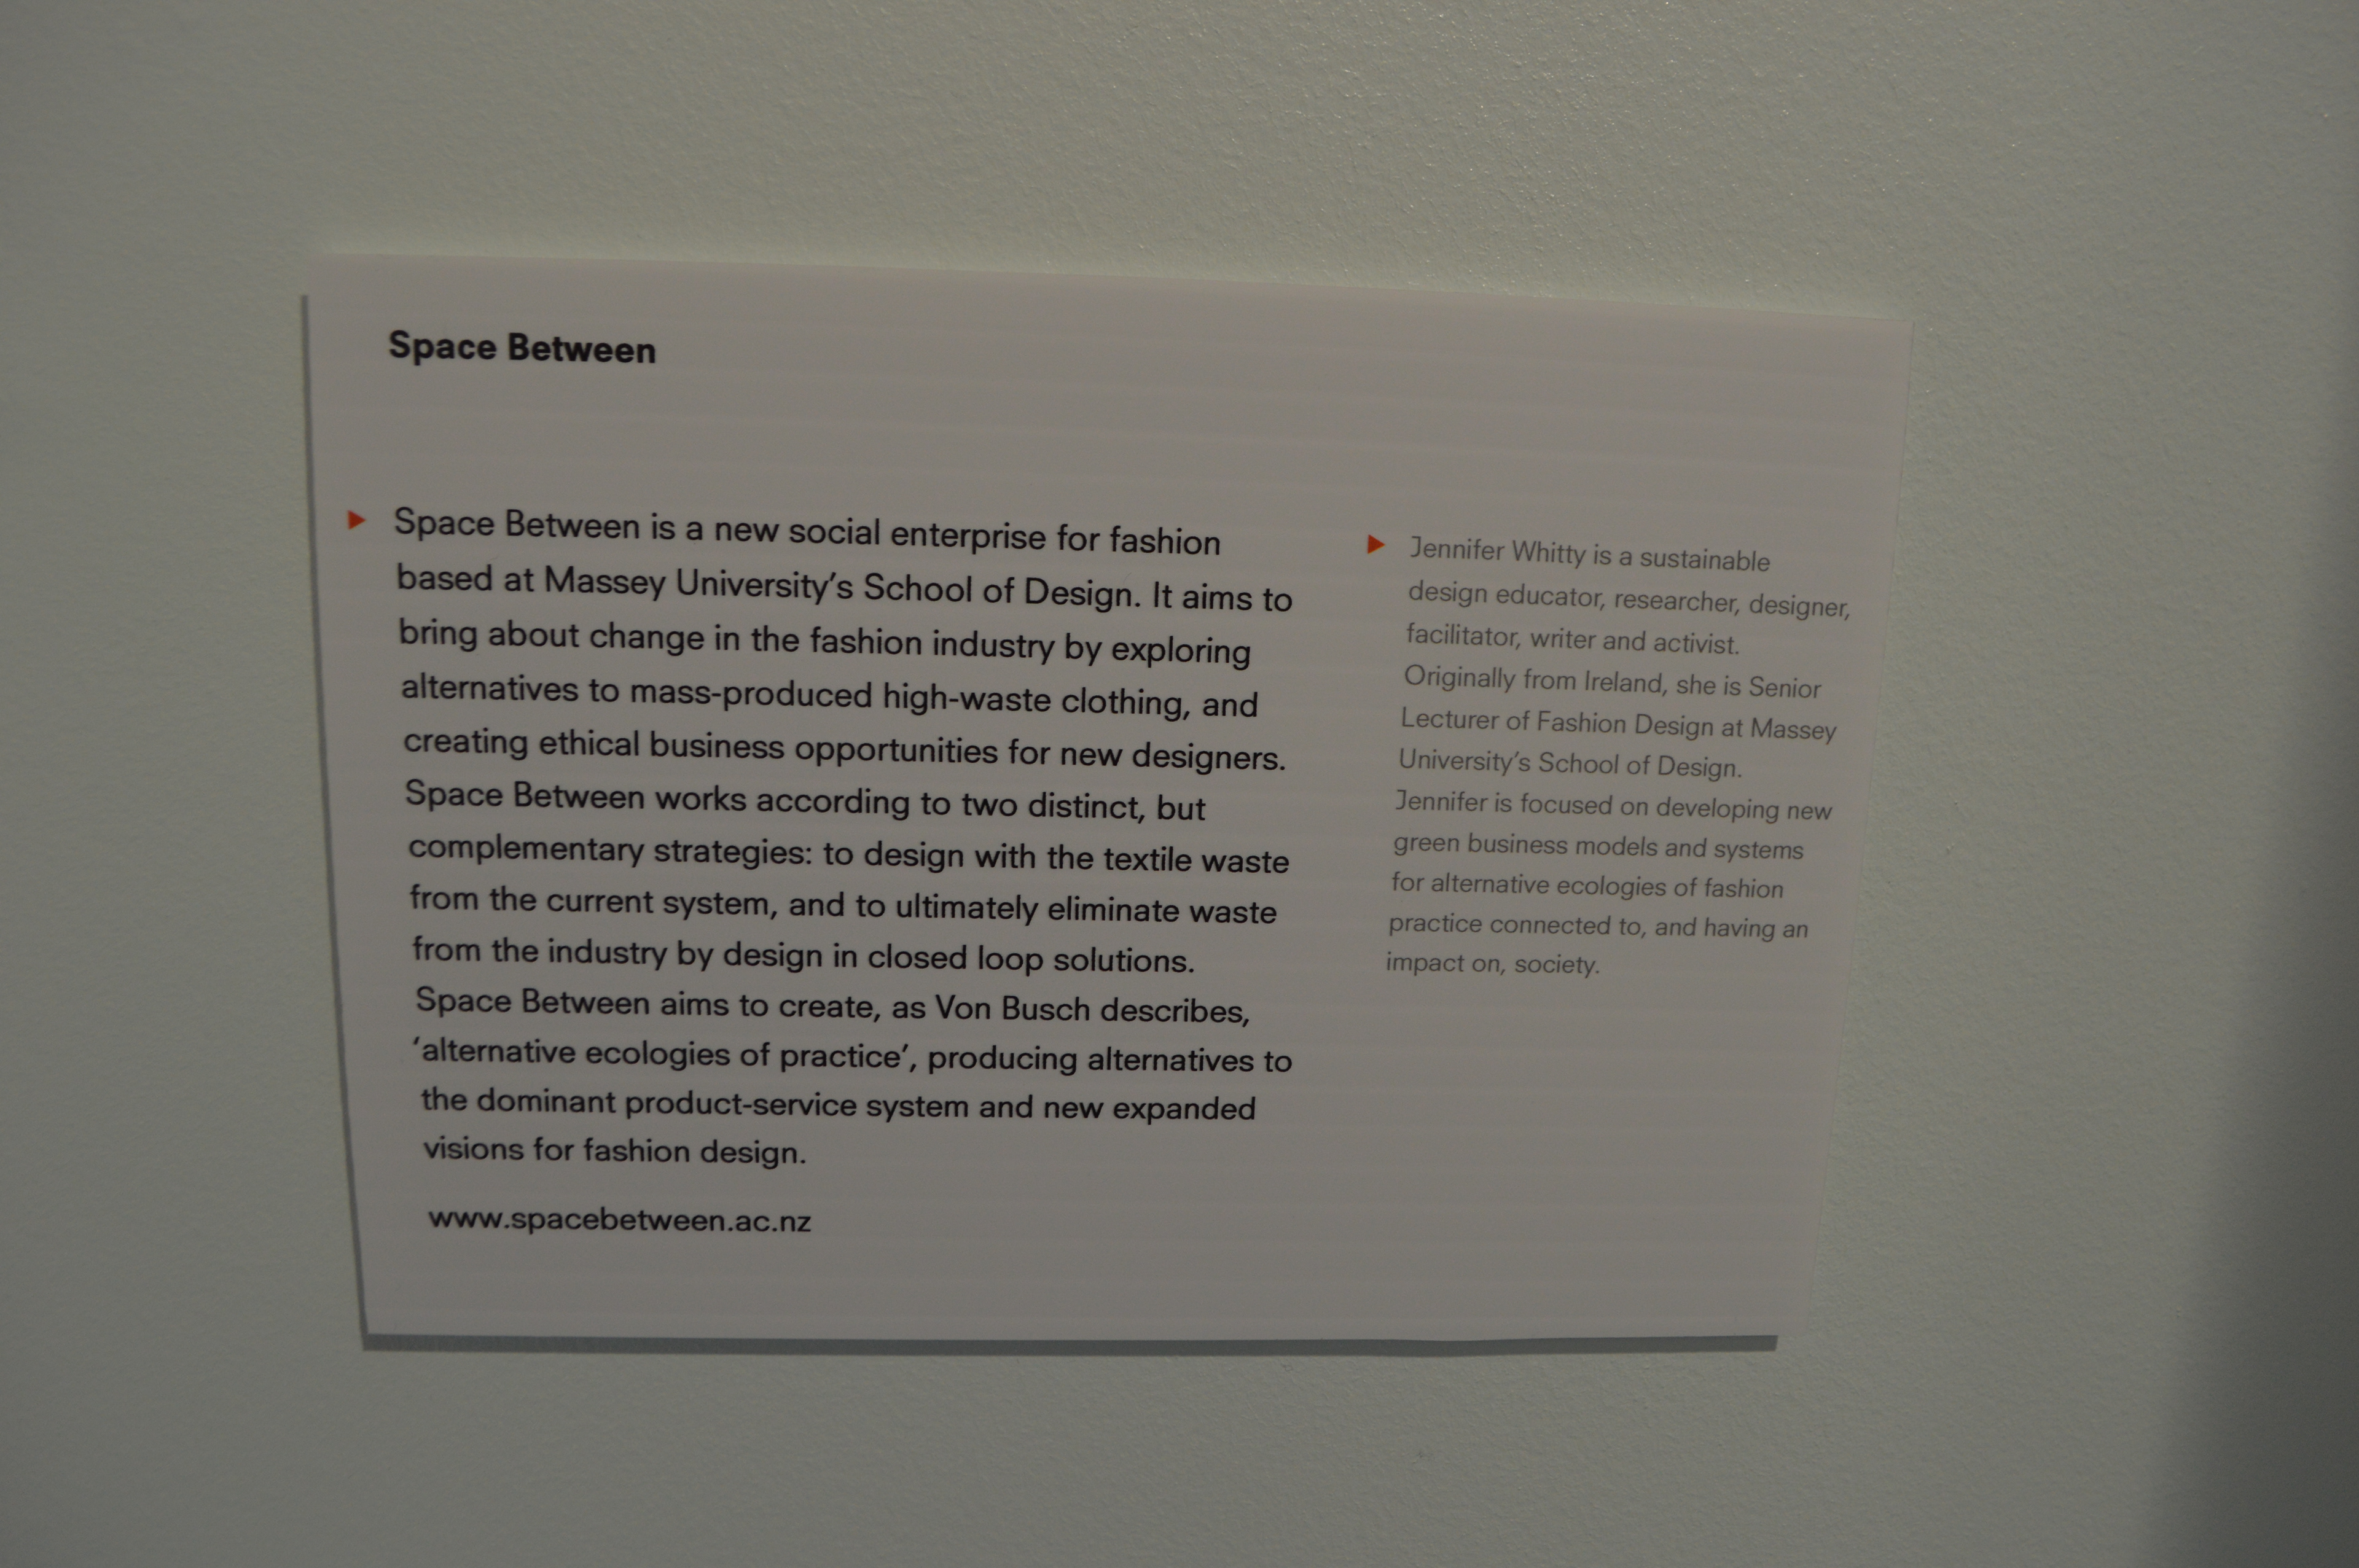 Space Between
Space Between is a new social enterprise for fashion
based at Massey University’s School of Design. It aims to
bring about change in the fashion industry by exploring
alternatives to mass-produced high-waste clothing, and
creating ethical business opportunities for new designers.
Space Between works according to two distinct, but
complementary strategies: to design with the textile waste
from the current system, and to ultimately eliminate waste
from the industry by design in closed loop solutions.
Space Between aims to create, as Von Busch describes,
‘alternative ecologies of practice’, producing alternatives to
the dominant product-service system and new expanded
visions for fashion design.
www.spacebetween.ac.nz
Jennifer Whitty is a sustainable
design educator, researcher, designer,
facilitator, writer and activist.
Originally from Ireland, she is Senior
Lecturer of Fashion Design at Massey
University’s School of Design.
Jennifer is focused on developing new
green business models and systems
for alternative ecologies of fashion
practice connected to, and having an
impact on, society.